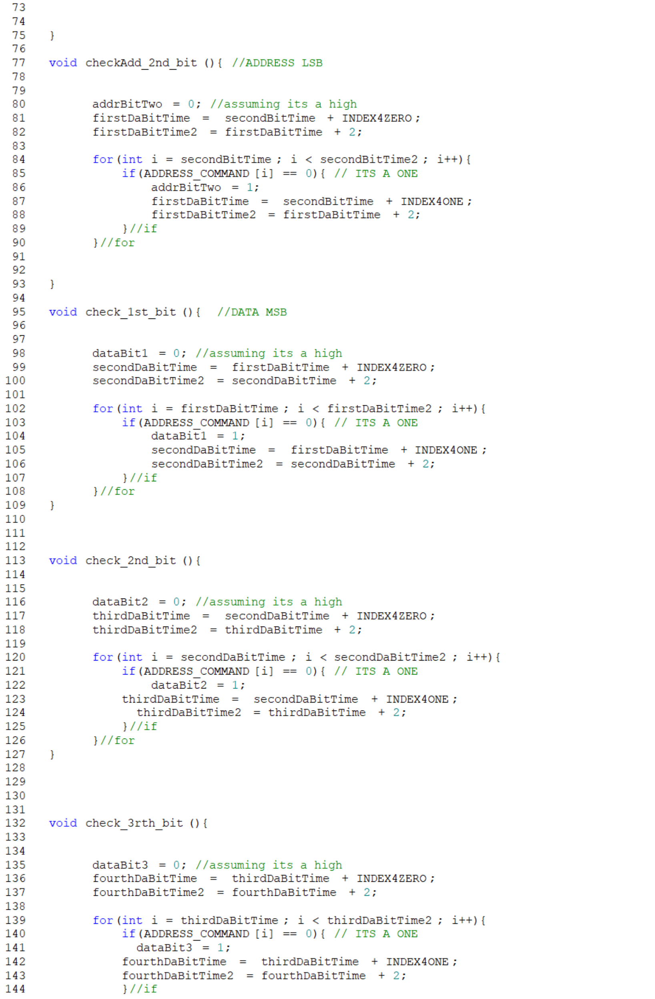 73
74
75 }
76
77 void checkAdd_2nd_bit (){ //ADDRESS LSB
78
79
80 addrBitTwo = 0; //assuming its a high
81 firstDaBitTime = secondBitTime + INDEX4ZERO ;
82 firstDaBitTime2 = firstDaBitTime + 2;
83
84 for (int i = secondBitTime ; i < secondBitTime2 ; i++){
85 if (ADDRESS_COMMAND [i] == 0){ // ITS A ONE
86 addrBitTwo = 1;
87 firstDaBitTime = secondBitTime + INDEX4ONE ;
88 firstDaBitTime2 = firstDaBitTime + 2;
89 }//if
90 }//for
91
92
93 }
94
95 void check_1st_bit (){ //DATA MSB
96
97
98 dataBit1 = 0; //assuming its a high
99 secondDaBitTime = firstDaBitTime + INDEX4ZERO ;
100 secondDaBitTime2 = secondDaBitTime + 2;
101
102 for (int i = firstDaBitTime ; i < firstDaBitTime2 ; i++){
103 if (ADDRESS_COMMAND [i] == 0){ // ITS A ONE
104 dataBit1 = 1;
105 secondDaBitTime = firstDaBitTime + INDEX4ONE ;
106 secondDaBitTime2 = secondDaBitTime + 2;
107 }//if
108 }//for
109 }
110
111
112
113 void check_2nd_bit (){
114
115
116 dataBit2 = 0; //assuming its a high
117 thirdDaBitTime = secondDaBitTime + INDEX4ZERO ;
118 thirdDaBitTime2 = thirdDaBitTime + 2;
119
120 for (int i = secondDaBitTime ; i < secondDaBitTime2 ; i++){
121 if (ADDRESS_COMMAND [i] == 0){ // ITS A ONE
122 dataBit2 = 1;
123 thirdDaBitTime = secondDaBitTime + INDEX4ONE ;
124 thirdDaBitTime2 = thirdDaBitTime + 2;
125 }//if
126 }//for
127 }
128
129
130
131
132 void check_3rth_bit (){
133
134
135 dataBit3 = 0; //assuming its a high
136 fourthDaBitTime = thirdDaBitTime + INDEX4ZERO ;
137 fourthDaBitTime2 = fourthDaBitTime + 2;
138
139 for (int i = thirdDaBitTime ; i < thirdDaBitTime2 ; i++){
140 if (ADDRESS_COMMAND [i] == 0){ // ITS A ONE
141 dataBit3 = 1;
142 fourthDaBitTime = thirdDaBitTime + INDEX4ONE ;
143 fourthDaBitTime2 = fourthDaBitTime + 2;
144 }//if